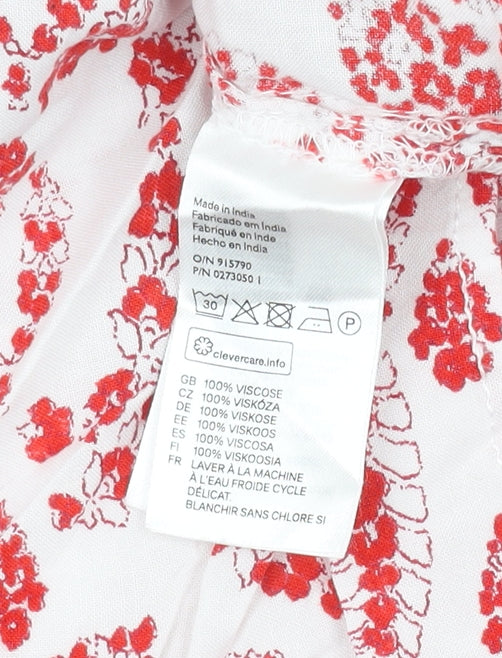 Made in India
Fabricado em India
Fabriqué en Inde
Hecho en India
O/N 915790
P/N 0273050 1
30 P
clevercare.info
GB 100% VISCOSE
CZ 100% VISKÓZA
DE 100% VISKOSE
EE 100% VISKOOS
ES 100% VISCOSA
FI 100% VISKOOSIA
FR LAVER À LA MACHINE
À L'EAU FROIDE CYCLE
DÉLICAT.
BLANCHIR SANS CHLORE SI